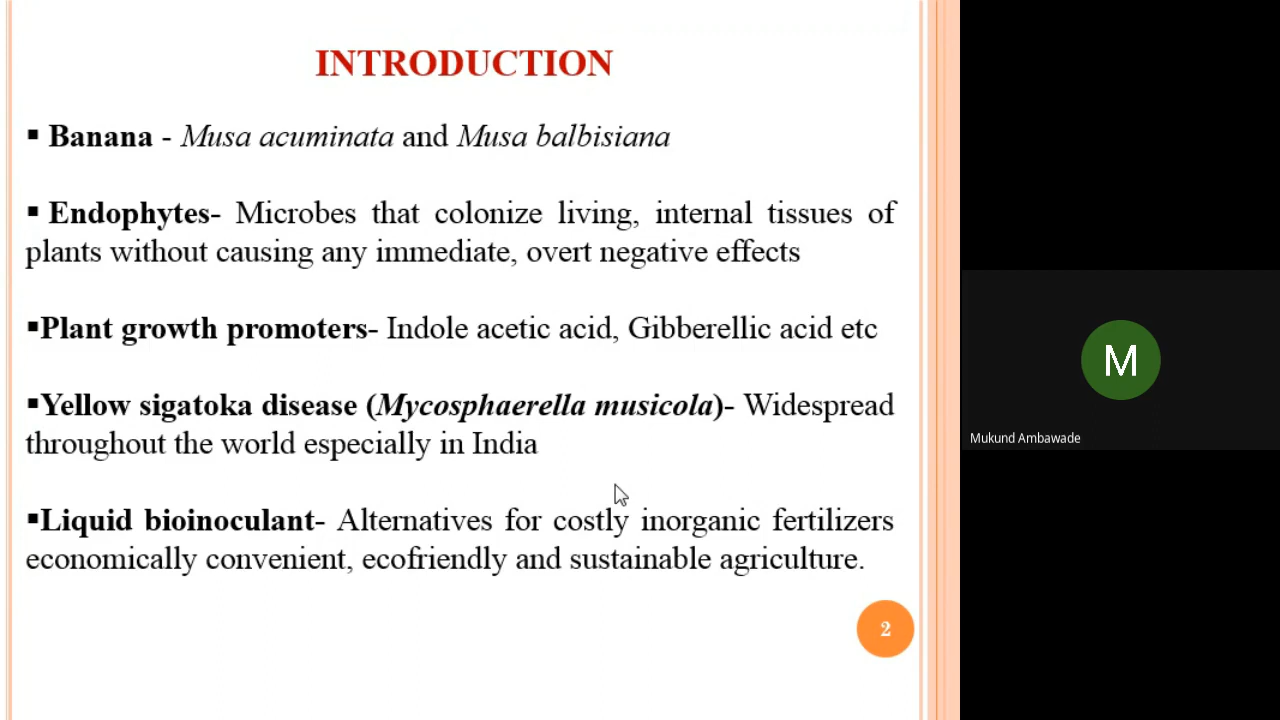 INTRODUCTION
▪ Banana - Musa acuminata and Musa balbisiana
▪ Endophytes- Microbes that colonize living, internal tissues of
plants without causing any immediate, overt negative effects
▪Plant growth promoters- Indole acetic acid, Gibberellic acid etc
▪Yellow sigatoka disease (Mycosphaerella musicola)- Widespread
throughout the world especially in India
▪Liquid bioinoculant- Alternatives for costly inorganic fertilizers
economically convenient, ecofriendly and sustainable agriculture.
2
M
Mukund Ambawade